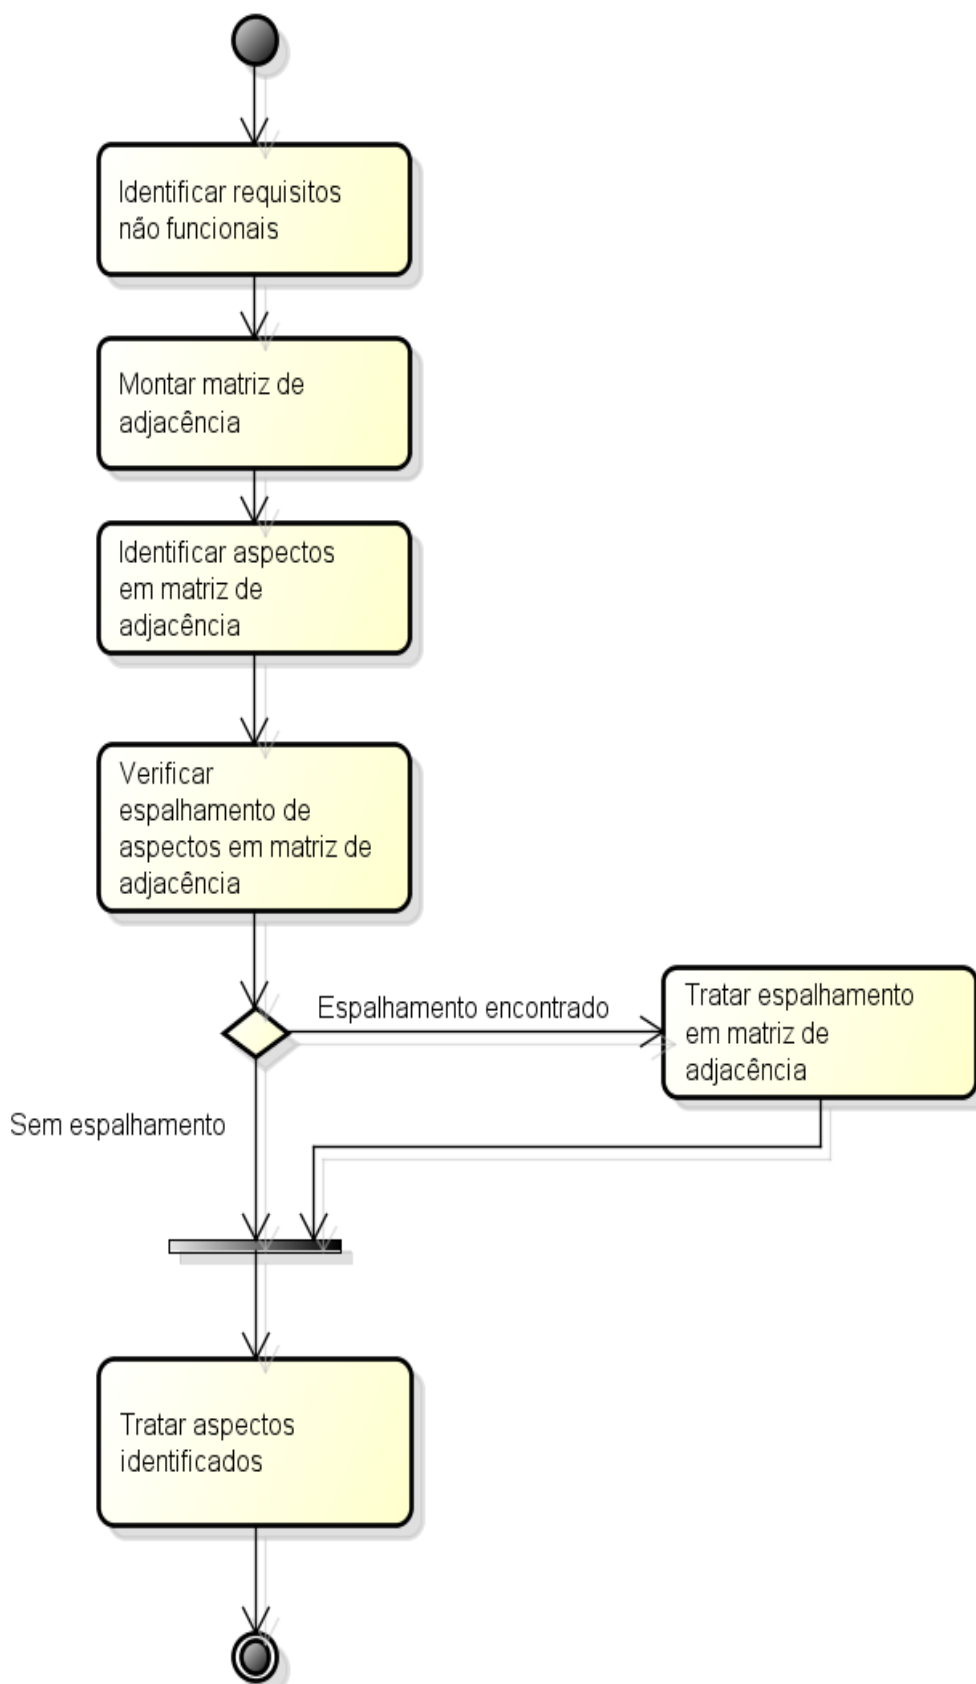 Identificar requisitos
não funcionais
Montar matriz de
adjacência
Identificar aspectos
em matriz de
adjacência
Verificar
espalhamento de
aspectos em matriz de
adjacência
Espalhamento encontrado
Tratar espalhamento
em matriz de
adjacência
Sem espalhamento
Tratar aspectos
identificados